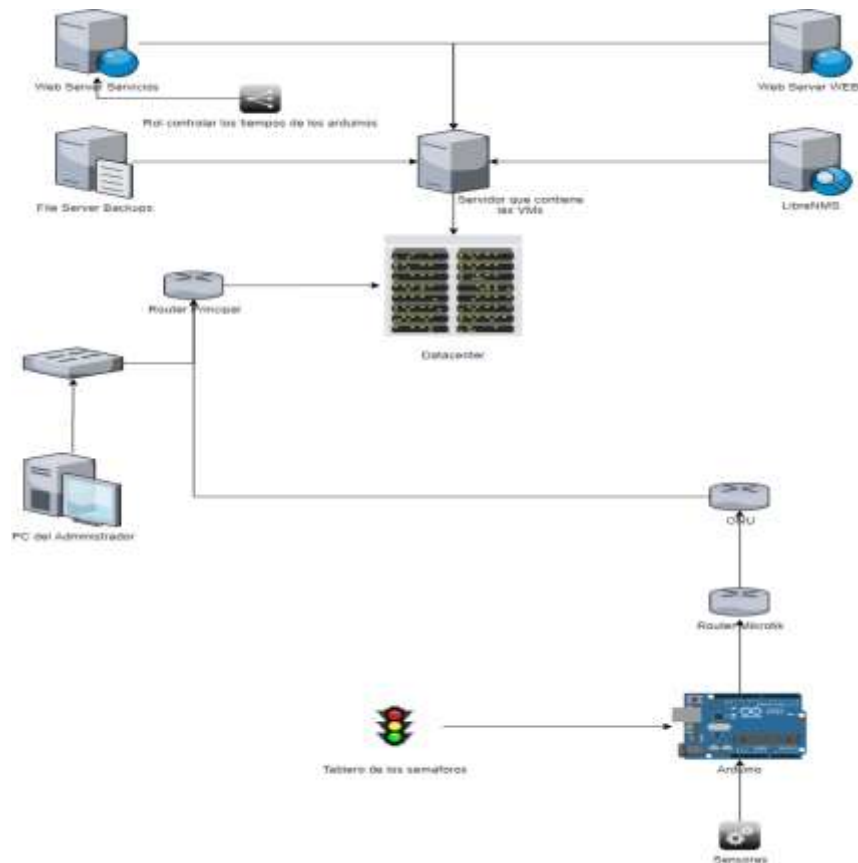 Web Server Servicios
Web Server WEB
Rol controlar los tiempos de los arduinos
File Server Backups
Servidor que contiene
las VMs
LibreNMS
Router Principal
Datacenter
PC del Administrador
ONU
Router Mikrotik
Tablero de los semáforos
Arduino
Sensores